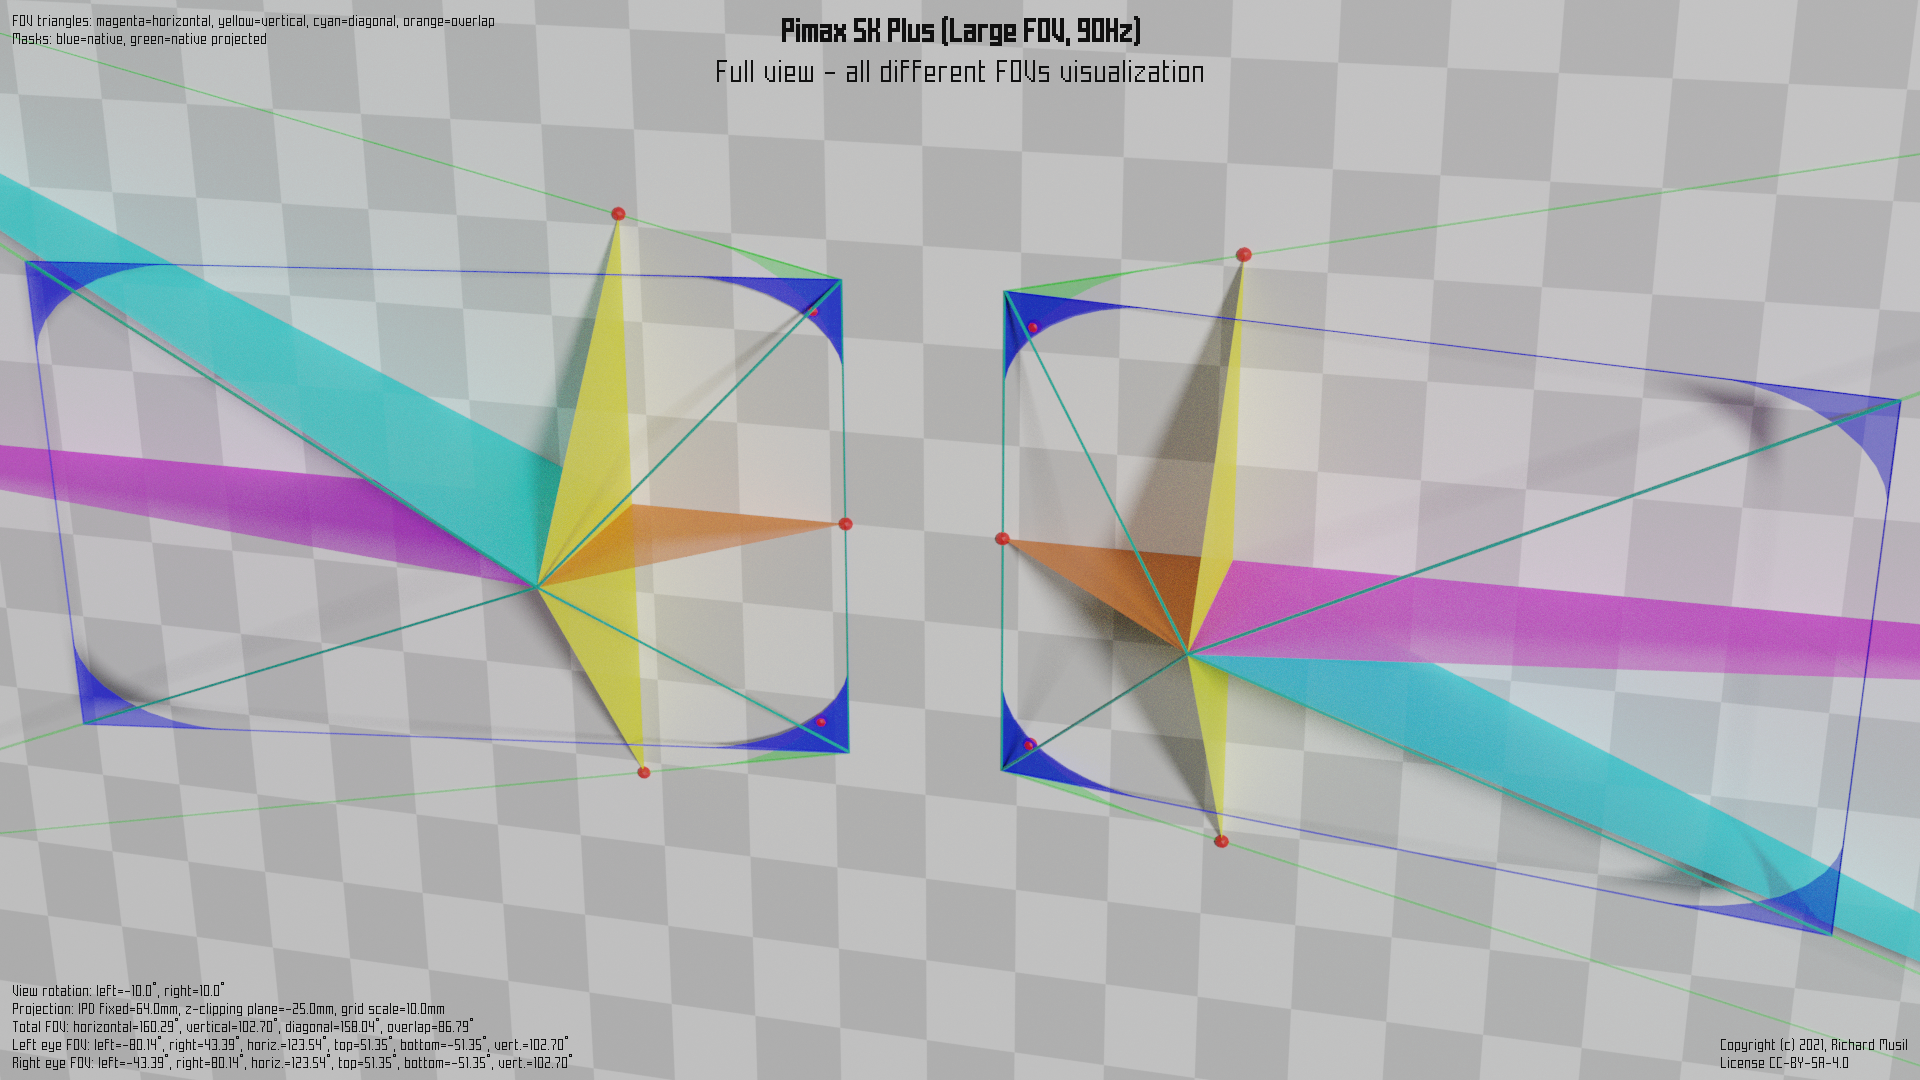 FOV triangles: magenta=horizontal, yellow=vertical, cyan=diagonal, orange=overlap
Masks: blue=native, green=native projected
Pimax 5K Plus (Large FOV, 90Hz)
Full view - all different FOVs visualization
View rotation: left=-10.0°, right=10.0°
Projection: IPD fixed=64.0mm, z-clipping plane=-25.0mm, grid scale=10.0mm
Total FOV: horizontal=160.29°, vertical=102.70°, diagonal=158.04°, overlap=86.79°
Left eye FOV: left=-80.14°, right=43.39°, horiz.=123.54°, top=51.35°, bottom=-51.35°, vert.=102.70°
Right eye FOV: left=-43.39°, right=80.14°, horiz.=123.54°, top=51.35°, bottom=-51.35°, vert.=102.70°
Copyright (c) 2021, Richard Musil
License CC-BY-SA-4.0